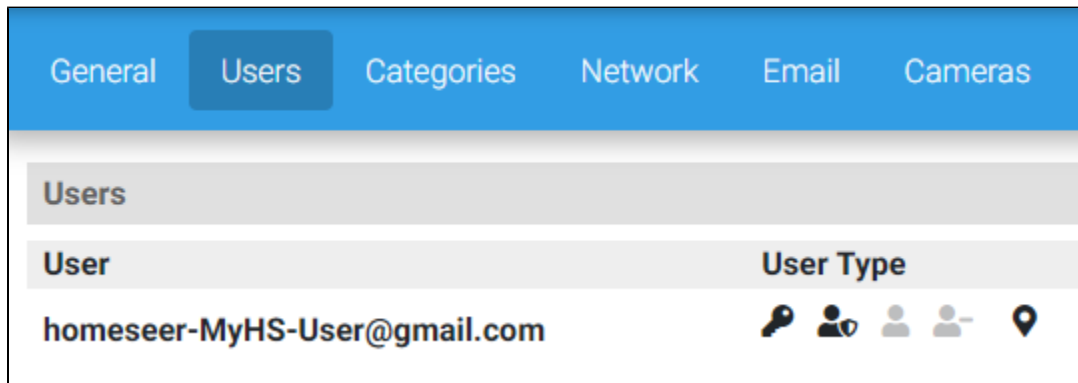 General Users Categories Network Email Cameras
Users
User User Type
homeseer-MyHS-User@gmail.com